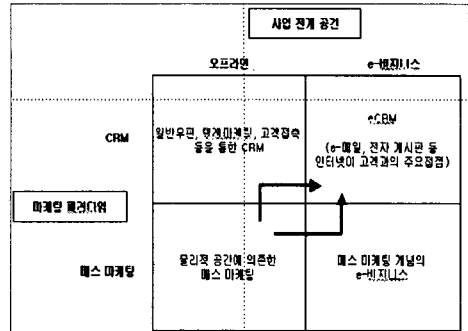 사업 전개 공간
오프라인
e-비지니스
CRM
일반우편, 텔레마케팅, 고객접촉
등을 통한 CRM
eCRM
(e-메일, 전자 게시판 등
인터넷이 고객과의 주요접점)
마케팅 패러다임
매스 마케팅
물리적 공간에 의존한
매스 마케팅
매스 마케팅 개념의
e-비지니스